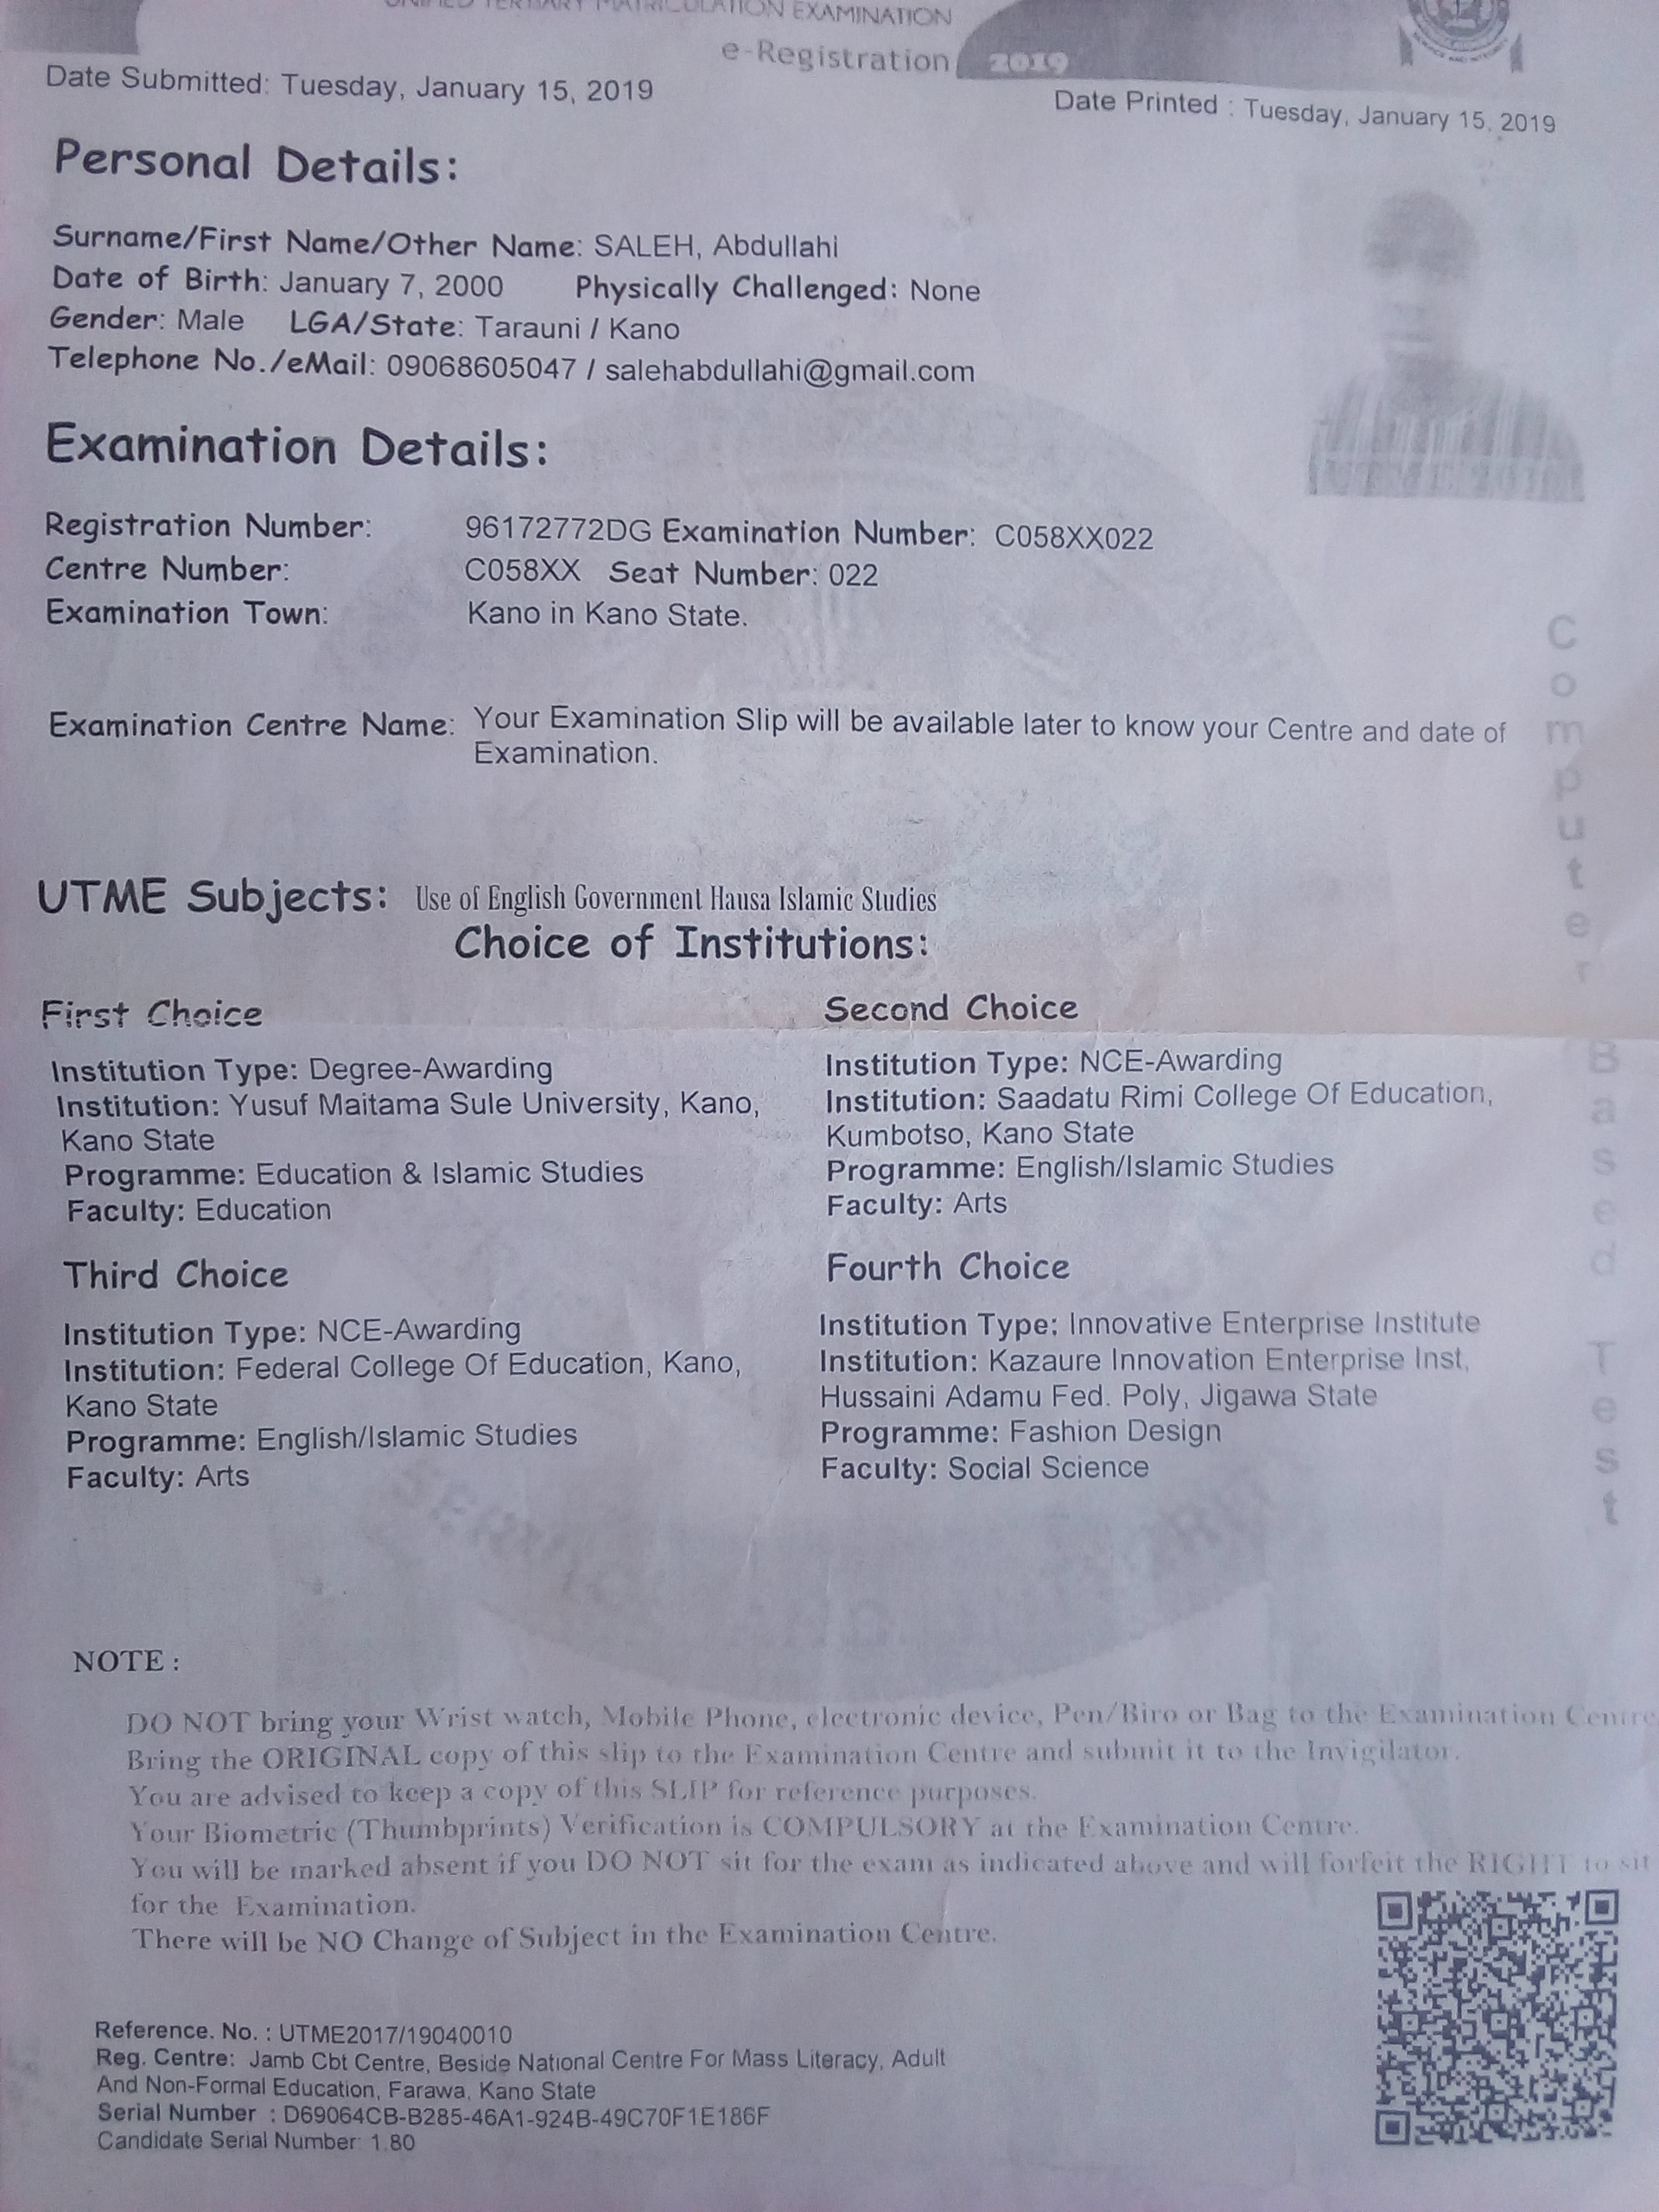 UNIFIED TERTIARY MATRICULATION EXAMINATION
e-Registration 2019
Date Submitted: Tuesday, January 15, 2019
Date Printed : Tuesday, January 15, 2019
Personal Details:
Surname/First Name/Other Name: SALEH, Abdullahi
Date of Birth: January 7, 2000 Physically Challenged: None
Gender: Male LGA/State: Tarauni / Kano
Telephone No./eMail: 09068605047 / salehabdullahi@gmail.com
Examination Details:
Registration Number: 96172772DG Examination Number: C058XX022
Centre Number: C058XX Seat Number: 022
Examination Town: Kano in Kano State.
Examination Centre Name: Your Examination Slip will be available later to know your Centre and date of
Examination.
UTME Subjects: Use of English Government Hausa Islamic Studies
Choice of Institutions:
First Choice
Institution Type: Degree-Awarding
Institution: Yusuf Maitama Sule University, Kano,
Kano State
Programme: Education & Islamic Studies
Faculty: Education
Second Choice
Institution Type: NCE-Awarding
Institution: Saadatu Rimi College Of Education,
Kumbotso, Kano State
Programme: English/Islamic Studies
Faculty: Arts
Third Choice
Institution Type: NCE-Awarding
Institution: Federal College Of Education, Kano,
Kano State
Programme: English/Islamic Studies
Faculty: Arts
Fourth Choice
Institution Type: Innovative Enterprise Institute
Institution: Kazaure Innovation Enterprise Inst,
Hussaini Adamu Fed. Poly, Jigawa State
Programme: Fashion Design
Faculty: Social Science
Computer Based Test
NOTE :
DO NOT bring your Wrist watch, Mobile Phone, electronic device, Pen/Biro or Bag to the Examination Centre
Bring the ORIGINAL copy of this slip to the Examination Centre and submit it to the Invigilator.
You are advised to keep a copy of this SLIP for reference purposes.
Your Biometric (Thumbprints) Verification is COMPULSORY at the Examination Centre.
You will be marked absent if you DO NOT sit for the exam as indicated above and will forfeit the RIGHT to sit
for the Examination.
There will be NO Change of Subject in the Examination Centre.
Reference. No. : UTME2017/19040010
Reg. Centre: Jamb Cbt Centre, Beside National Centre For Mass Literacy, Adult
And Non-Formal Education, Farawa, Kano State
Serial Number : D69064CB-B285-46A1-924B-49C70F1E186F
Candidate Serial Number: 1.80